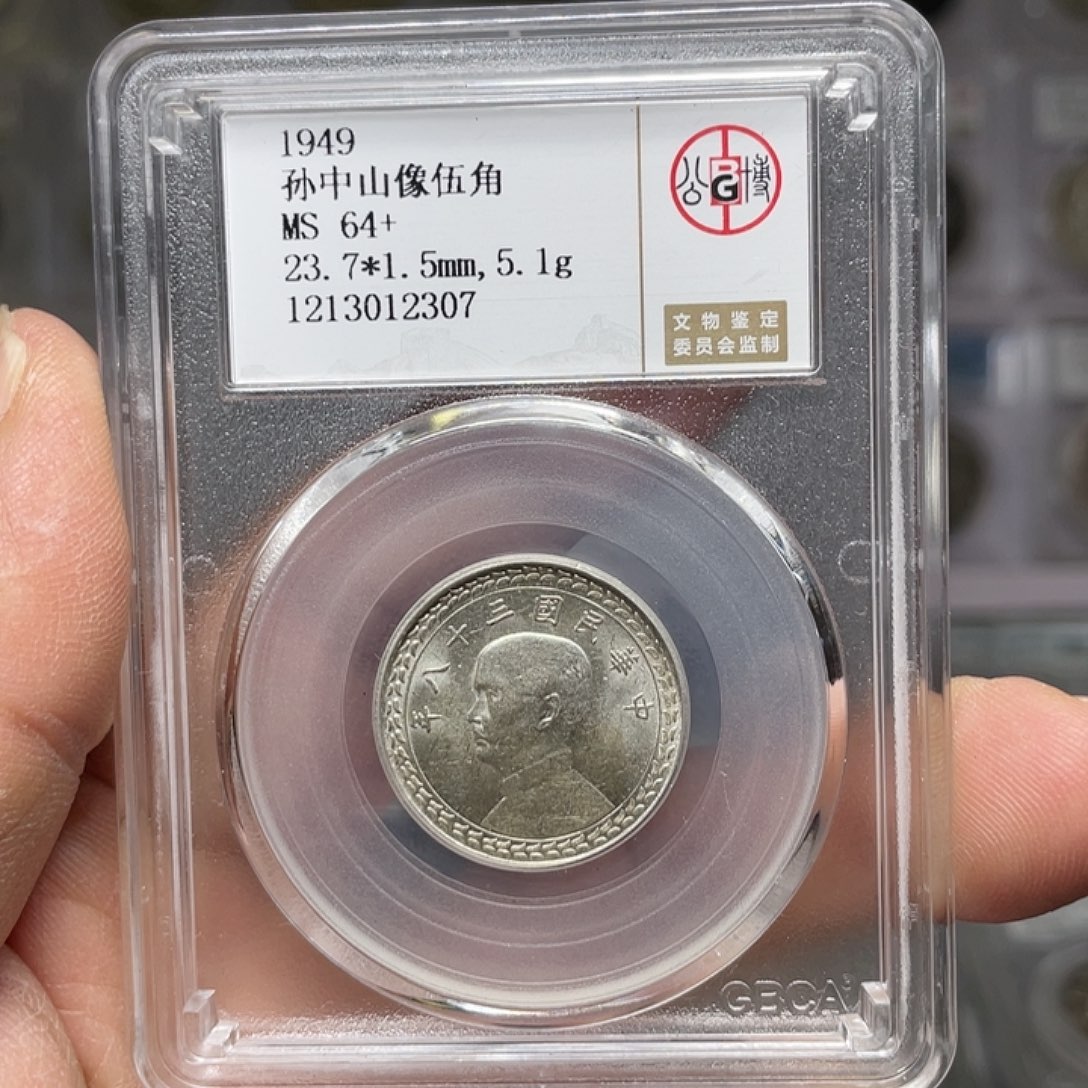 1949
孙中山像伍角
MS 64+
23.7*1.5mm,5.1g
1213012307
公 BG 博
文物鉴定
委员会监制
年八十三國民華中
GBCA